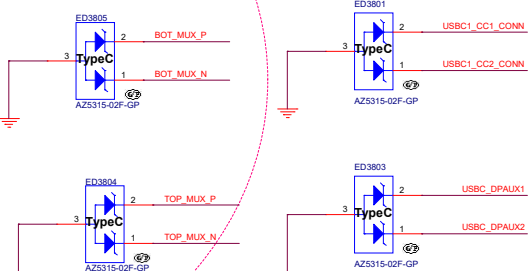 ED3805
3
TypeC
2
BOT_MUX_P
1
BOT_MUX_N
AZ5315-02F-GP
ED3801
3
TypeC
2
USBC1_CC1_CONN
1
USBC1_CC2_CONN
AZ5315-02F-GP
ED3804
3
TypeC
2
TOP_MUX_P
1
TOP_MUX_N
AZ5315-02F-GP
ED3803
3
TypeC
2
USBC_DPAUX1
1
USBC_DPAUX2
AZ5315-02F-GP